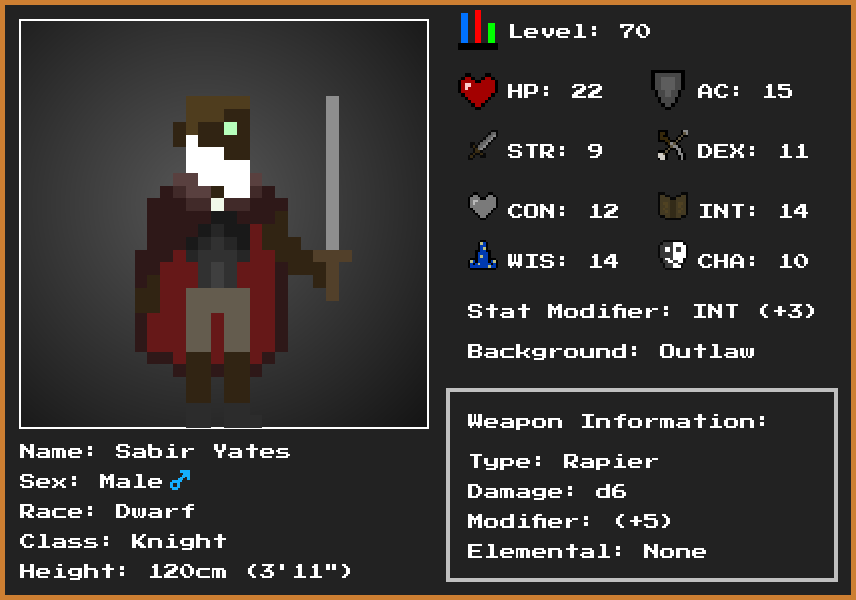 Level: 70
HP: 22 AC: 15
STR: 9 DEX: 11
CON: 12 INT: 14
WIS: 14 CHA: 10
Stat Modifier: INT (+3)
Background: Outlaw
Weapon Information:
Type: Rapier
Damage: d6
Modifier: (+5)
Elemental: None
Name: Sabir Yates
Sex: Male ♂
Race: Dwarf
Class: Knight
Height: 120cm (3'11")